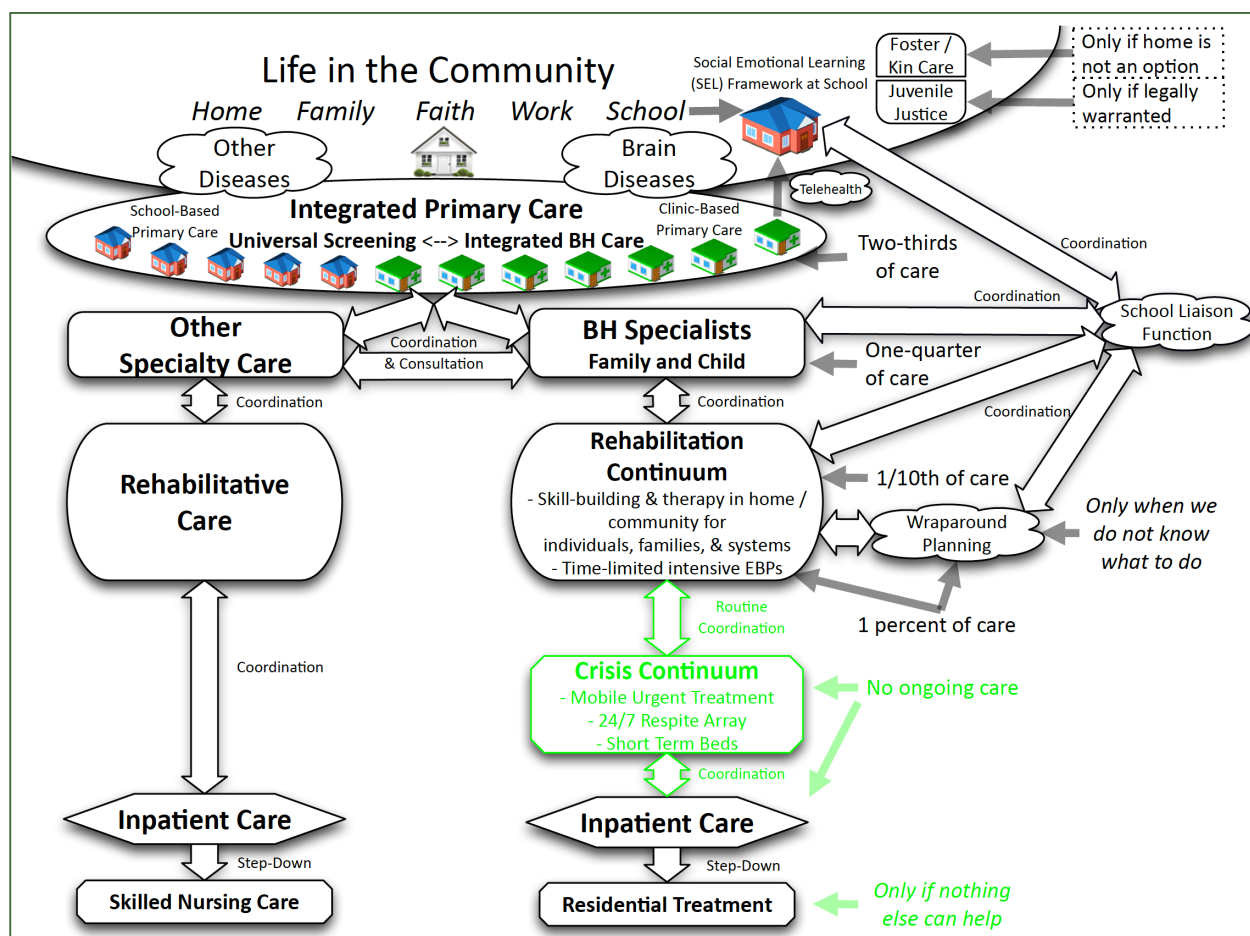 Life in the Community
Home Family Faith Work School
Social Emotional Learning
(SEL) Framework at School
Foster /
Kin Care
Juvenile
Justice
Only if home is
not an option
Only if legally
warranted
Other
Diseases
Brain
Diseases
Telehealth
School-Based
Primary Care
Integrated Primary Care
Clinic-Based
Primary Care
Universal Screening <--> Integrated BH Care
Two-thirds
of care
Coordination
Coordination
School Liaison
Function
Other
Specialty Care
Coordination
& Consultation
BH Specialists
Family and Child
One-quarter
of care
Coordination
Coordination
Coordination
Rehabilitative
Care
Rehabilitation
Continuum
- Skill-building & therapy in home /
community for
individuals, families, & systems
- Time-limited intensive EBPs
1/10th of care
Wraparound
Planning
Only when we
do not know
what to do
1 percent of care
Routine
Coordination
Coordination
Crisis Continuum
- Mobile Urgent Treatment
- 24/7 Respite Array
- Short Term Beds
No ongoing care
Coordination
Inpatient Care
Inpatient Care
Step-Down
Step-Down
Skilled Nursing Care
Residential Treatment
Only if nothing
else can help